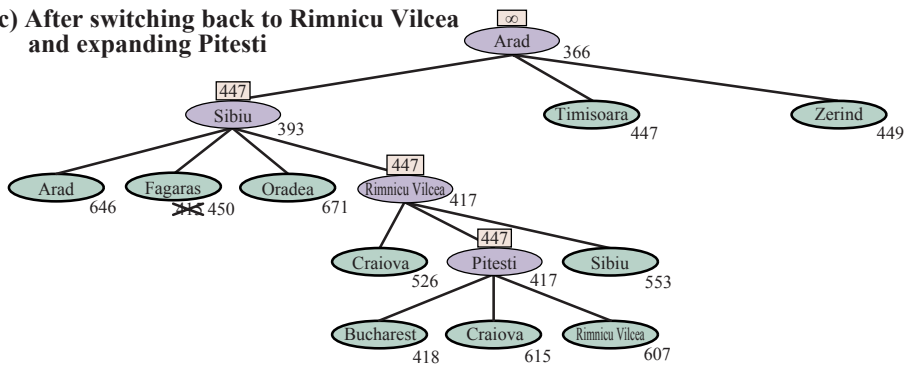 c) After switching back to Rimnicu Vilcea
and expanding Pitesti
∞
Arad
366
447
Sibiu
393
Timisoara
447
Zerind
449
Arad
646
Fagaras
415 450
Oradea
671
447
Rimnicu Vilcea
417
Craiova
526
447
Pitesti
417
Sibiu
553
Bucharest
418
Craiova
615
Rimnicu Vilcea
607